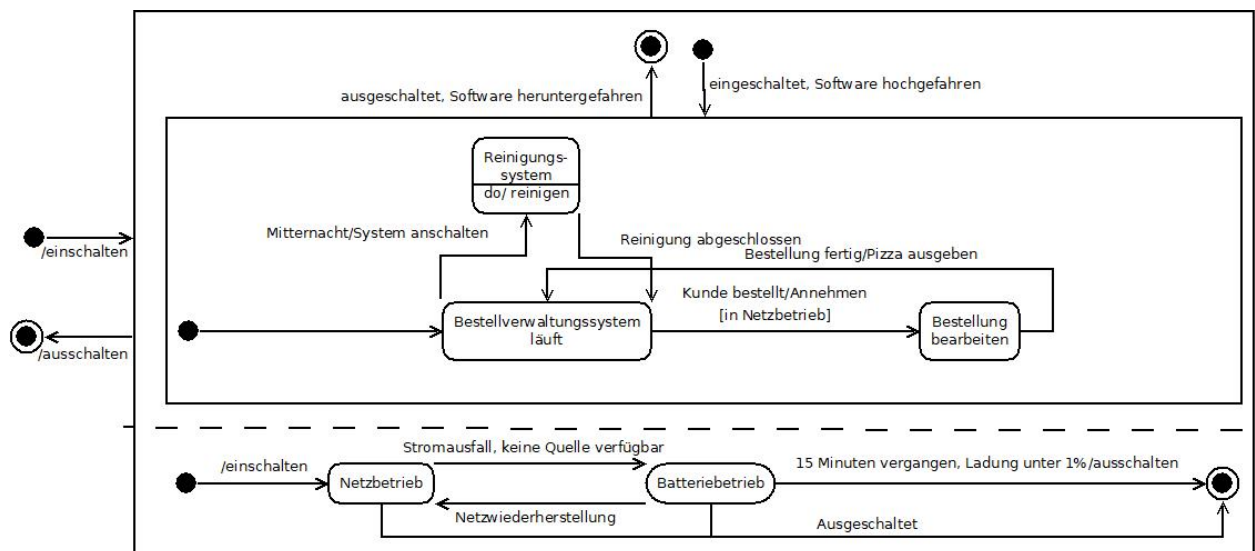 ausgeschaltet, Software heruntergefahren
eingeschaltet, Software hochgefahren
Reinigungs-
system
do/ reinigen
Mitternacht/System anschalten
Reinigung abgeschlossen
Bestellung fertig/Pizza ausgeben
/einschalten
Kunde bestellt/Annehmen
[in Netzbetrieb]
Bestellverwaltungssystem
läuft
Bestellung
bearbeiten
/ausschalten
Stromausfall, keine Quelle verfügbar
/einschalten
15 Minuten vergangen, Ladung unter 1%/ausschalten
Netzbetrieb
Batteriebetrieb
Netzwiederherstellung
Ausgeschaltet